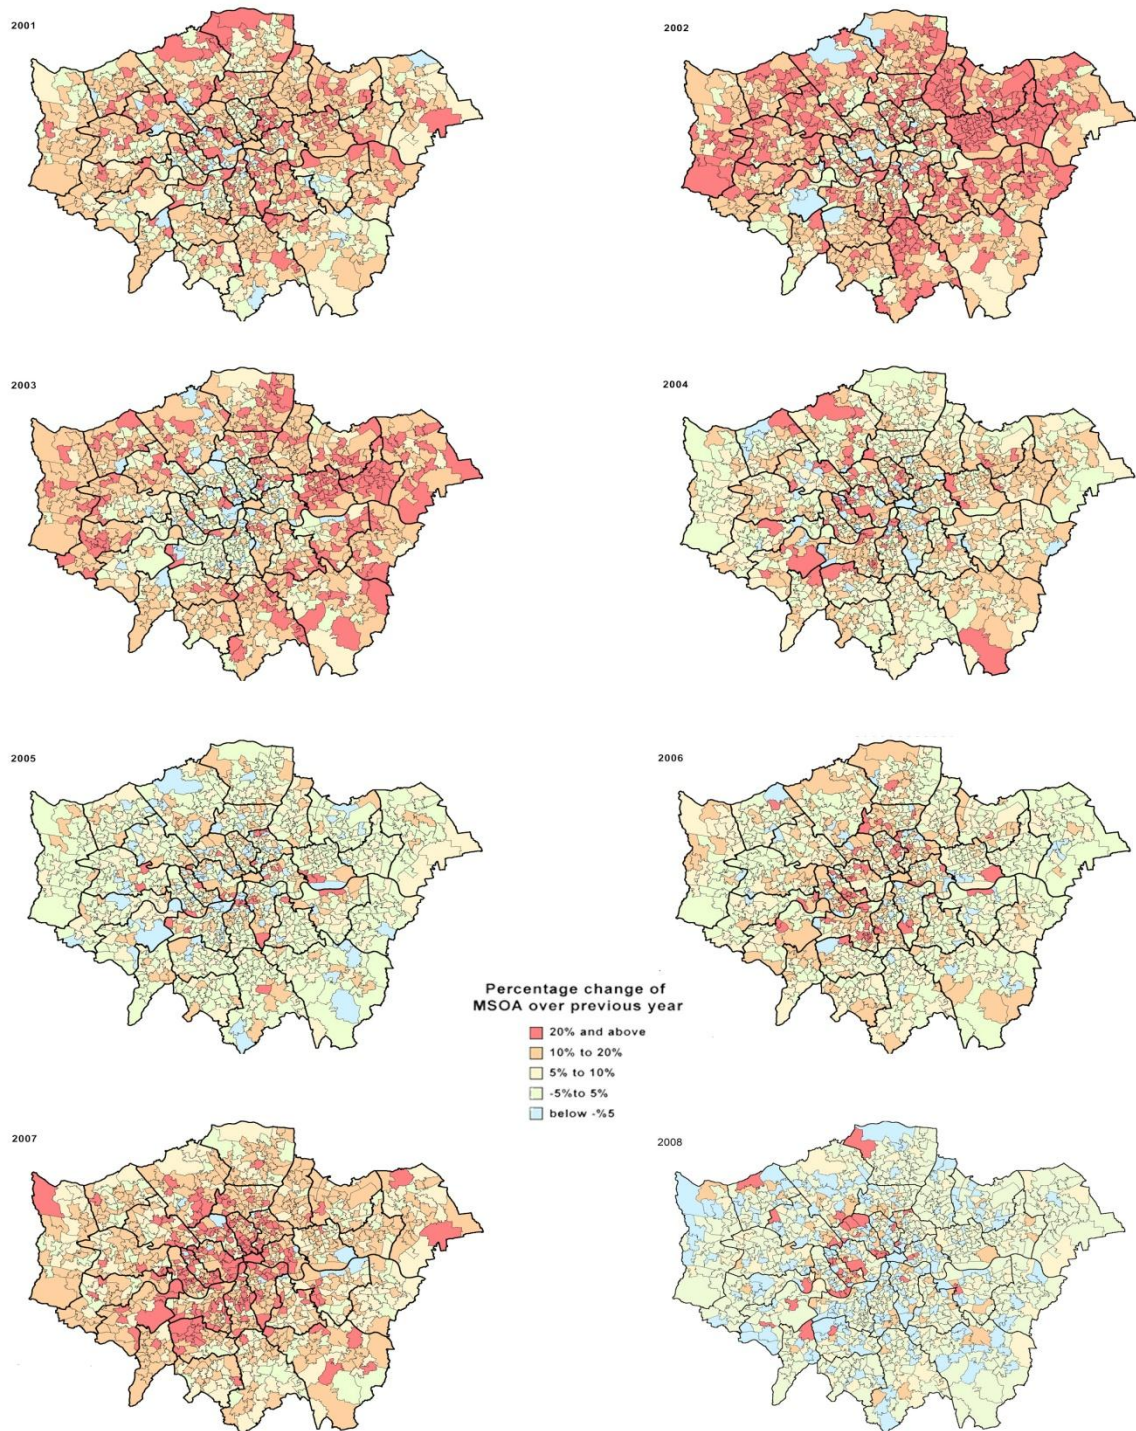 2001
2002
2003
2004
2005
2006
Percentage change of
MSOA over previous year
20% and above
10% to 20%
5% to 10%
-5%to 5%
below -%5
2007
2008